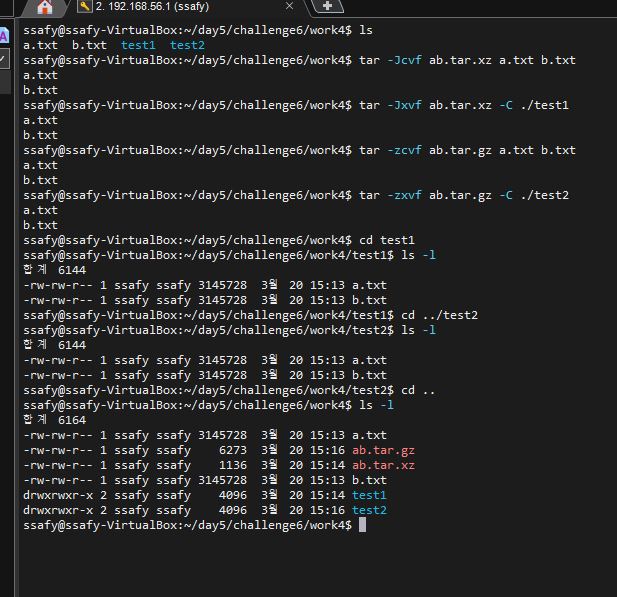 2. 192.168.56.1 (ssafy)
ssafy@ssafy-VirtualBox:~/day5/challenge6/work4$ ls
a.txt  b.txt  test1  test2
ssafy@ssafy-VirtualBox:~/day5/challenge6/work4$ tar -Jcvf ab.tar.xz a.txt b.txt
a.txt
b.txt
ssafy@ssafy-VirtualBox:~/day5/challenge6/work4$ tar -Jxvf ab.tar.xz -C ./test1
a.txt
b.txt
ssafy@ssafy-VirtualBox:~/day5/challenge6/work4$ tar -zcvf ab.tar.gz a.txt b.txt
a.txt
b.txt
ssafy@ssafy-VirtualBox:~/day5/challenge6/work4$ tar -zxvf ab.tar.gz -C ./test2
a.txt
b.txt
ssafy@ssafy-VirtualBox:~/day5/challenge6/work4$ cd test1
ssafy@ssafy-VirtualBox:~/day5/challenge6/work4/test1$ ls -l
합계 6144
-rw-rw-r-- 1 ssafy ssafy 3145728  3월  20 15:13 a.txt
-rw-rw-r-- 1 ssafy ssafy 3145728  3월  20 15:13 b.txt
ssafy@ssafy-VirtualBox:~/day5/challenge6/work4/test1$ cd ../test2
ssafy@ssafy-VirtualBox:~/day5/challenge6/work4/test2$ ls -l
합계 6144
-rw-rw-r-- 1 ssafy ssafy 3145728  3월  20 15:13 a.txt
-rw-rw-r-- 1 ssafy ssafy 3145728  3월  20 15:13 b.txt
ssafy@ssafy-VirtualBox:~/day5/challenge6/work4/test2$ cd ..
ssafy@ssafy-VirtualBox:~/day5/challenge6/work4$ ls -l
합계 6164
-rw-rw-r-- 1 ssafy ssafy 3145728  3월  20 15:13 a.txt
-rw-rw-r-- 1 ssafy ssafy    6273  3월  20 15:16 ab.tar.gz
-rw-rw-r-- 1 ssafy ssafy    1136  3월  20 15:14 ab.tar.xz
-rw-rw-r-- 1 ssafy ssafy 3145728  3월  20 15:13 b.txt
drwxrwxr-x 2 ssafy ssafy    4096  3월  20 15:14 test1
drwxrwxr-x 2 ssafy ssafy    4096  3월  20 15:16 test2
ssafy@ssafy-VirtualBox:~/day5/challenge6/work4$